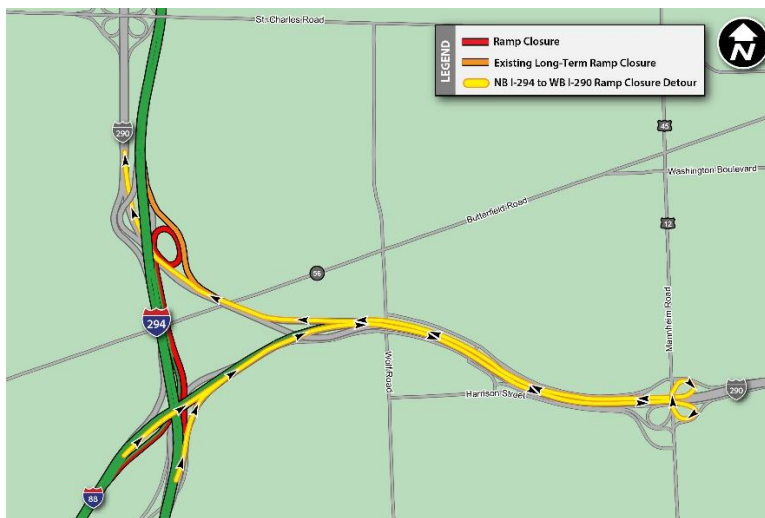 St. Charles Road
LEGEND
Ramp Closure
Existing Long-Term Ramp Closure
NB I-294 to WB I-290 Ramp Closure Detour
N
290
45
Washington Boulevard
Butterfield Road
12
56
294
Mannheim Road
Wolf Road
Harrison Street
290
88